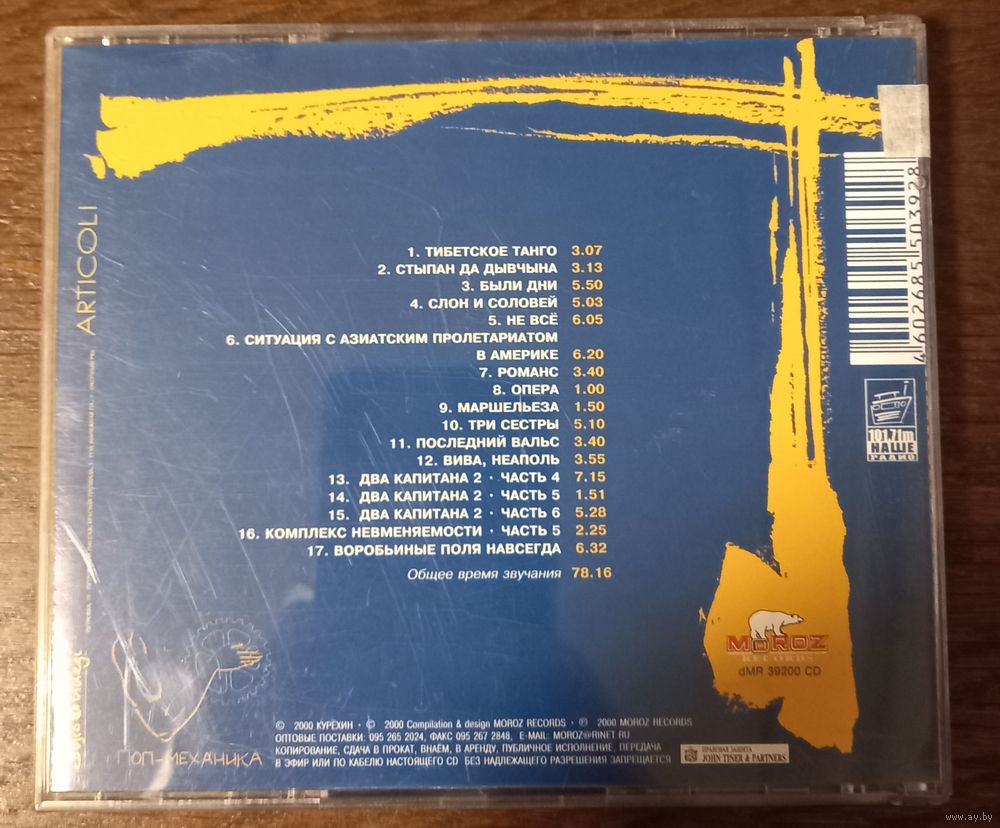 ARTICOLI
1. ТИБЕТСКОЕ ТАНГО 3.07
2. СТЫПАН ДА ДЫВЧЫНА 3.13
3. БЫЛИ ДНИ 5.50
4. СЛОН И СОЛОВЕЙ 5.03
5. НЕ ВСЁ 6.05
6. СИТУАЦИЯ С АЗИАТСКИМ ПРОЛЕТАРИАТОМ
В АМЕРИКЕ 6.20
7. РОМАНС 3.40
8. ОПЕРА 1.00
9. МАРШЕЛЬЕЗА 1.50
10. ТРИ СЕСТРЫ 5.10
11. ПОСЛЕДНИЙ ВАЛЬС 3.40
12. ВИВА, НЕАПОЛЬ 3.55
13. ДВА КАПИТАНА 2 · ЧАСТЬ 4 7.15
14. ДВА КАПИТАНА 2 · ЧАСТЬ 5 1.51
15. ДВА КАПИТАНА 2 · ЧАСТЬ 6 5.28
16. КОМПЛЕКС НЕВМЕНЯЕМОСТИ · ЧАСТЬ 5 2.25
17. ВОРОБЬИНЫЕ ПОЛЯ НАВСЕГДА 6.32
Общее время звучания 78.16
4602685503928
101,7fm
НАШЕ
РАДИО
MOROZ
RECORDS
dMR 39200 CD
ПОП-МЕХАНИКА
© 2000 КУРЁХИН · © 2000 Compilation & design MOROZ RECORDS · ℗ 2000 MOROZ RECORDS
ОПТОВЫЕ ПОСТАВКИ: 095 265 2024, ФАКС 095 267 2848, E-MAIL: MOROZ@RINET.RU
КОПИРОВАНИЕ, СДАЧА В ПРОКАТ, ВНАЁМ, В АРЕНДУ, ПУБЛИЧНОЕ ИСПОЛНЕНИЕ, ПЕРЕДАЧА
В ЭФИР ИЛИ ПО КАБЕЛЮ НАСТОЯЩЕГО CD БЕЗ НАДЛЕЖАЩЕГО РАЗРЕШЕНИЯ ЗАПРЕЩАЕТСЯ
ПРАВОВАЯ ЗАЩИТА
JOHN TINER & PARTNERS
www.ay.by